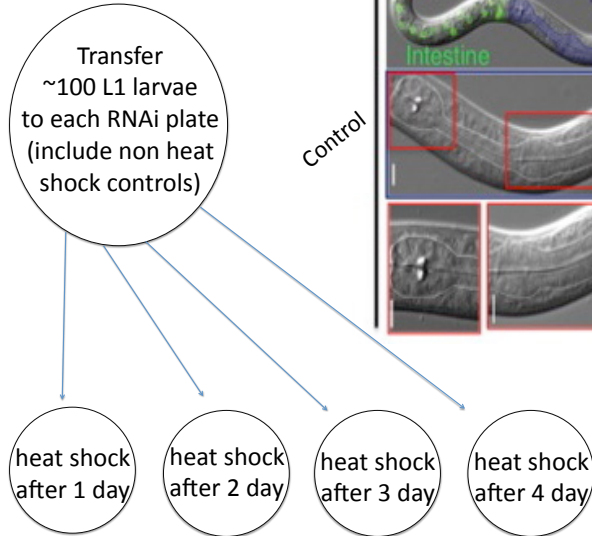 Transfer
~100 L1 larvae
to each RNAi plate
(include non heat
shock controls)
Intestine
Control
heat shock
after 1 day
heat shock
after 2 day
heat shock
after 3 day
heat shock
after 4 day